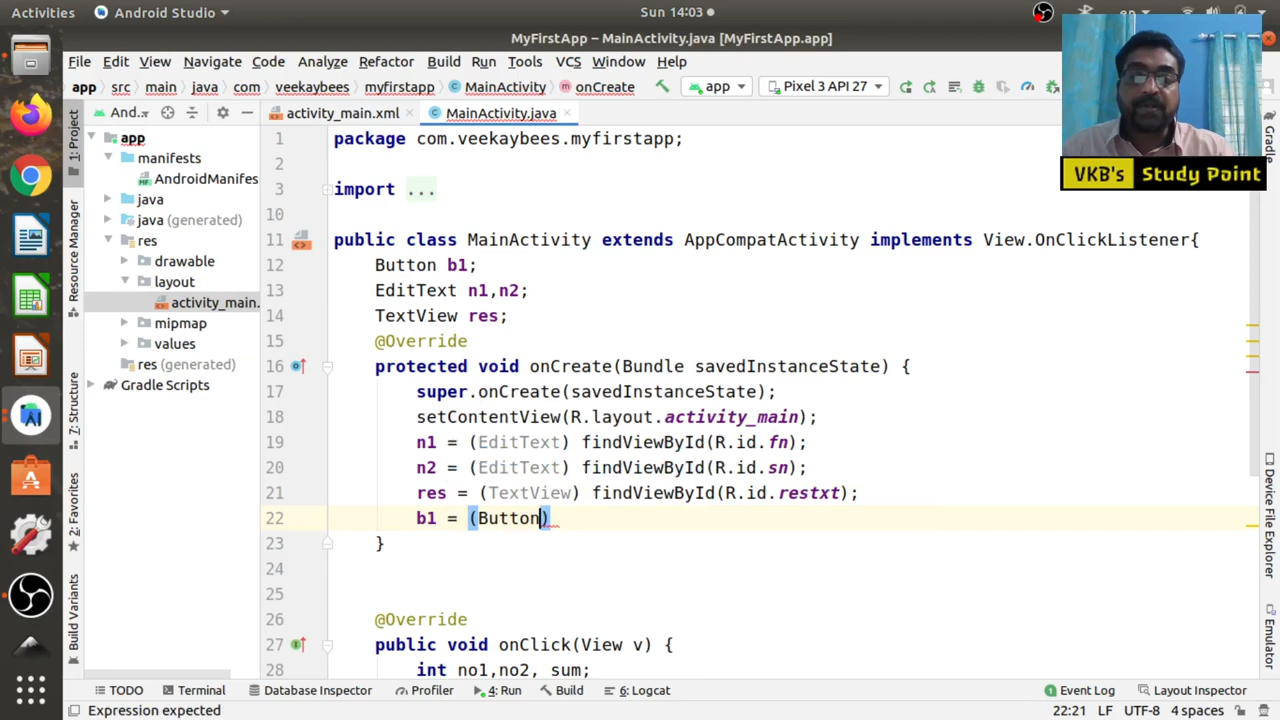 Activities
Android Studio
Sun 14:03
MyFirstApp – MainActivity.java [MyFirstApp.app]
File Edit View Navigate Code Analyze Refactor Build Run Tools VCS Window Help
app src main java com veekaybees myfirstapp MainActivity onCreate app Pixel 3 API 27
VKB's Study Point
1: Project
Resource Manager
7: Structure
2: Favorites
Build Variants
And..
app
manifests
AndroidManifes
java
java (generated)
res
drawable
layout
activity_main.
mipmap
values
res (generated)
Gradle Scripts
activity_main.xml
MainActivity.java
1 package com.veekaybees.myfirstapp;
2
3 import ...
10
11 public class MainActivity extends AppCompatActivity implements View.OnClickListener{
12 Button b1;
13 EditText n1,n2;
14 TextView res;
15 @Override
16 protected void onCreate(Bundle savedInstanceState) {
17 super.onCreate(savedInstanceState);
18 setContentView(R.layout.activity_main);
19 n1 = (EditText) findViewById(R.id.fn);
20 n2 = (EditText) findViewById(R.id.sn);
21 res = (TextView) findViewById(R.id.restxt);
22 b1 = (Button)
23 }
24
25
26 @Override
27 public void onClick(View v) {
28 int no1,no2, sum;
Gradle
Device File Explorer
Emulator
TODO Terminal Database Inspector Profiler 4: Run Build 6: Logcat Event Log Layout Inspector
Expression expected 22:21 LF UTF-8 4 spaces